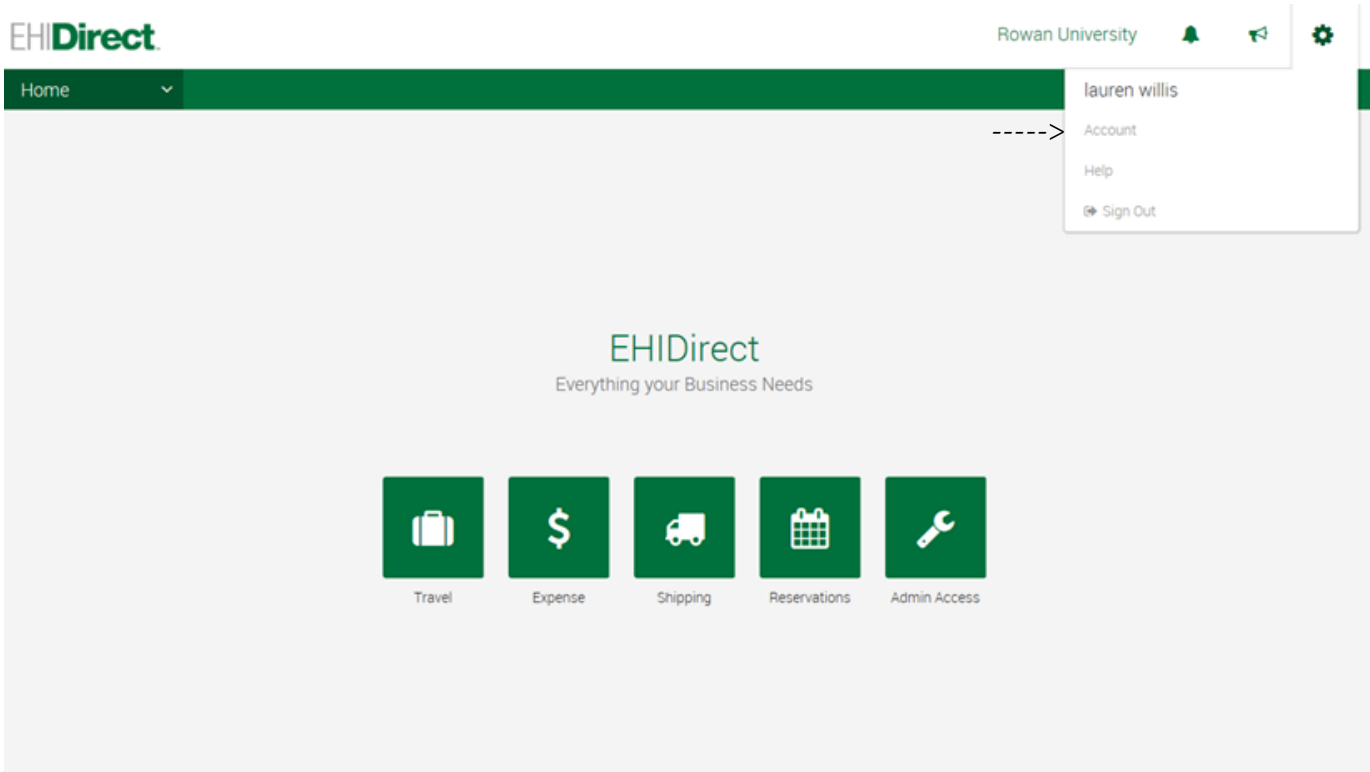 EHIDirect.
Rowan University
Home
lauren willis
-----> Account
Help
Sign Out
EHIDirect
Everything your Business Needs
$
Travel Expense Shipping Reservations Admin Access